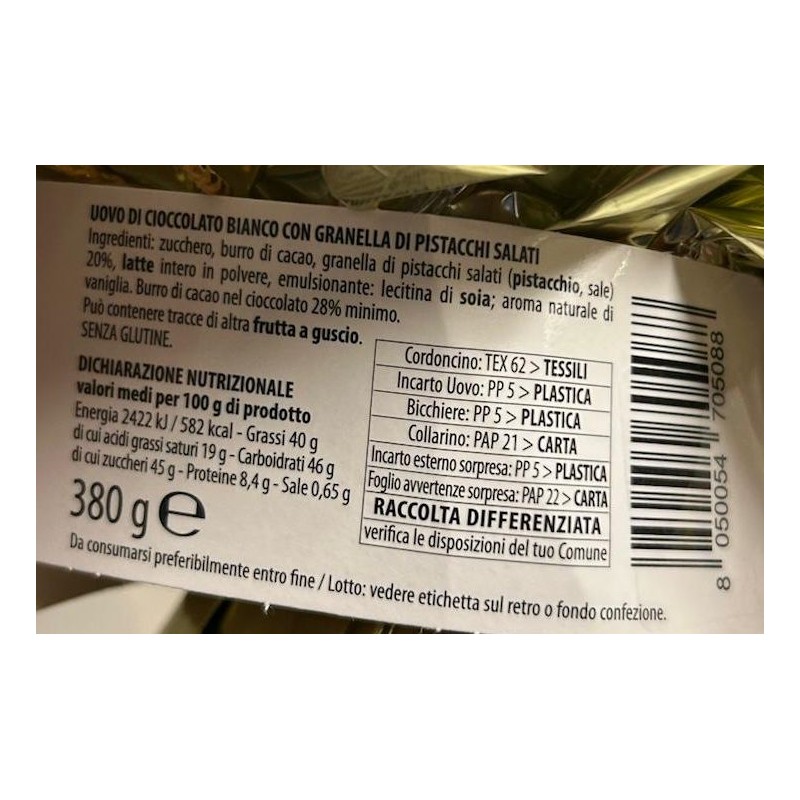 UOVO DI CIOCCOLATO BIANCO CON GRANELLA DI PISTACCHI SALATI
Ingredienti: zucchero, burro di cacao, granella di pistacchi salati (pistacchio, sale)
20%, latte intero in polvere, emulsionante: lecitina di soia; aroma naturale di
vaniglia. Burro di cacao nel cioccolato 28% minimo.
Può contenere tracce di altra frutta a guscio.
SENZA GLUTINE.
DICHIARAZIONE NUTRIZIONALE
valori medi per 100 g di prodotto
Energia 2422 kJ / 582 kcal - Grassi 40 g
di cui acidi grassi saturi 19 g - Carboidrati 46 g
di cui zuccheri 45 g - Proteine 8,4 g - Sale 0,65 g
380 g e
Cordoncino: TEX 62 > TESSILI
Incarto Uovo: PP 5 > PLASTICA
Bicchiere: PP 5 > PLASTICA
Collarino: PAP 21 > CARTA
Incarto esterno sorpresa: PP 5 > PLASTICA
Foglio avvertenze sorpresa: PAP 22 > CARTA
RACCOLTA DIFFERENZIATA
verifica le disposizioni del tuo Comune
Da consumarsi preferibilmente entro fine / Lotto: vedere etichetta sul retro o fondo confezione.
8 050054 705088